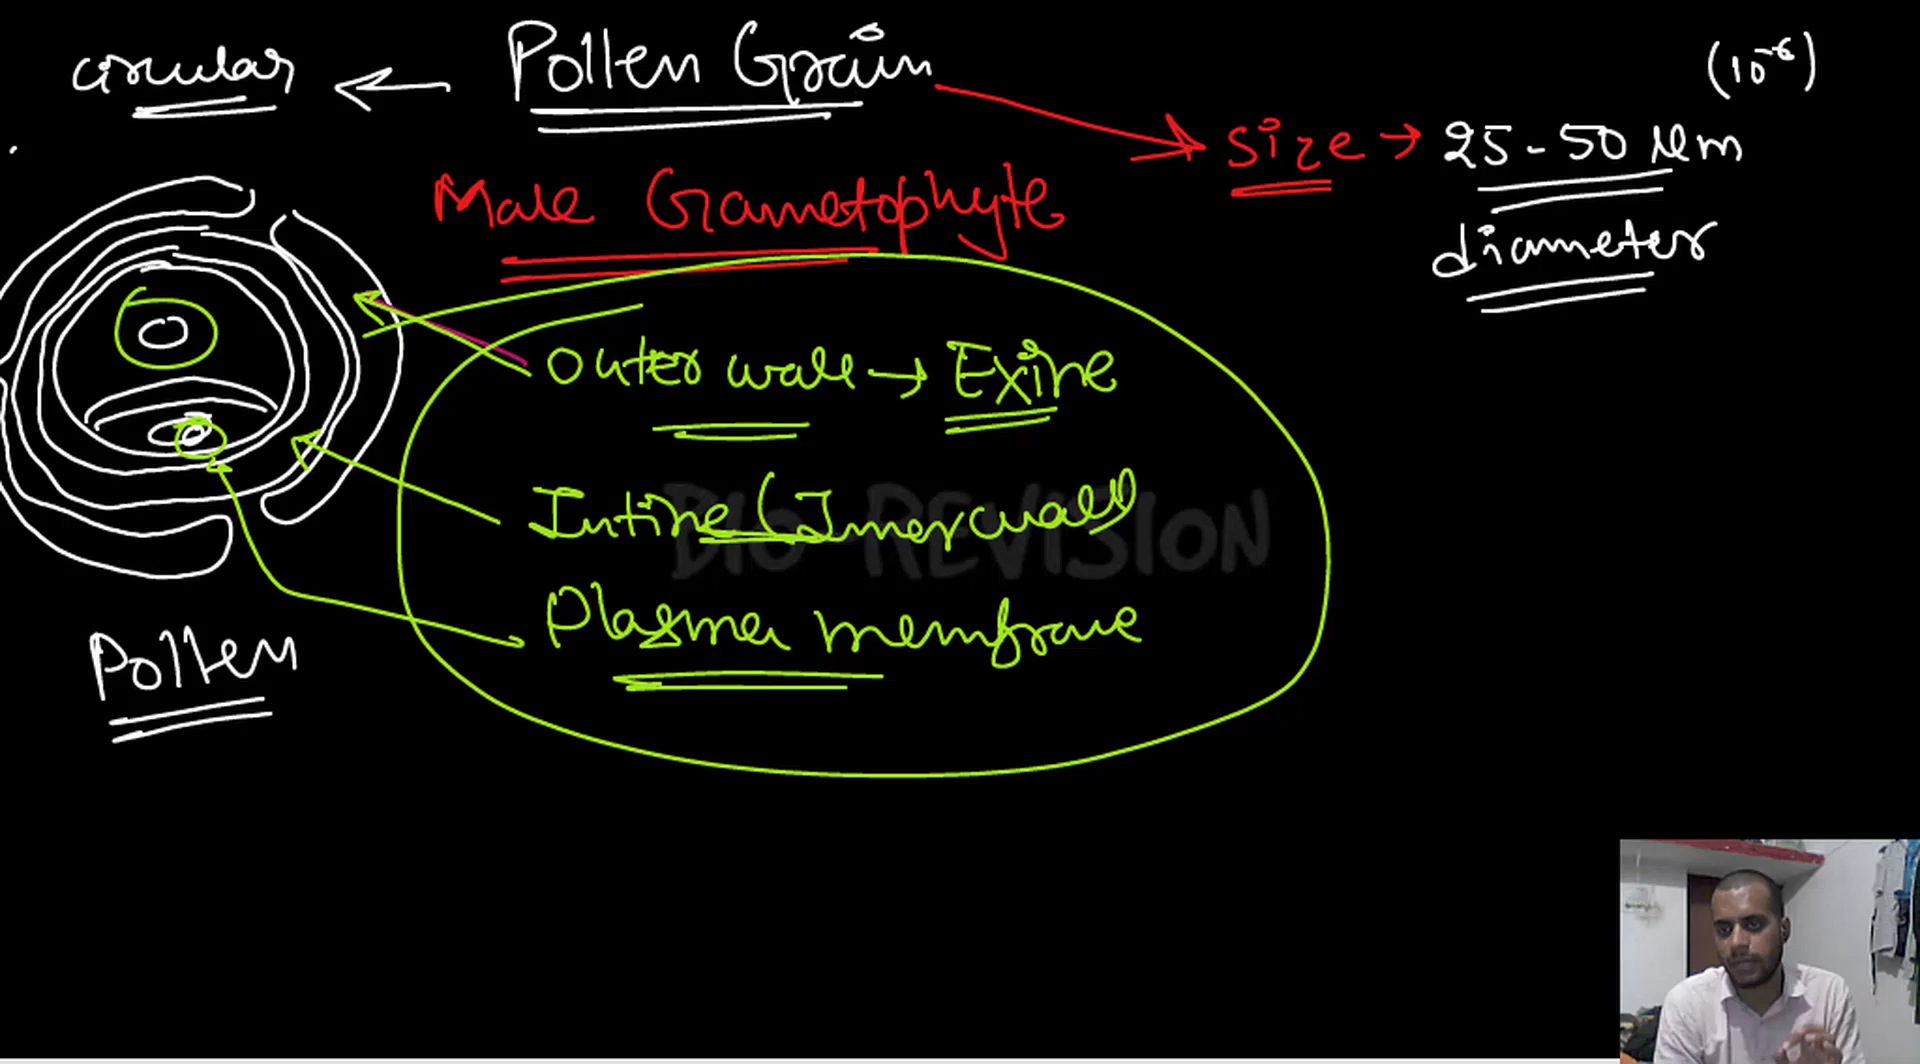 circular ← Pollen Grain
(10⁻⁶)
Size → 25-50 μm
diameter
Male Gametophyte
Outer wall → Exine
Intine (Inner wall)
BIO REVISION
Plasma membrane
Pollen